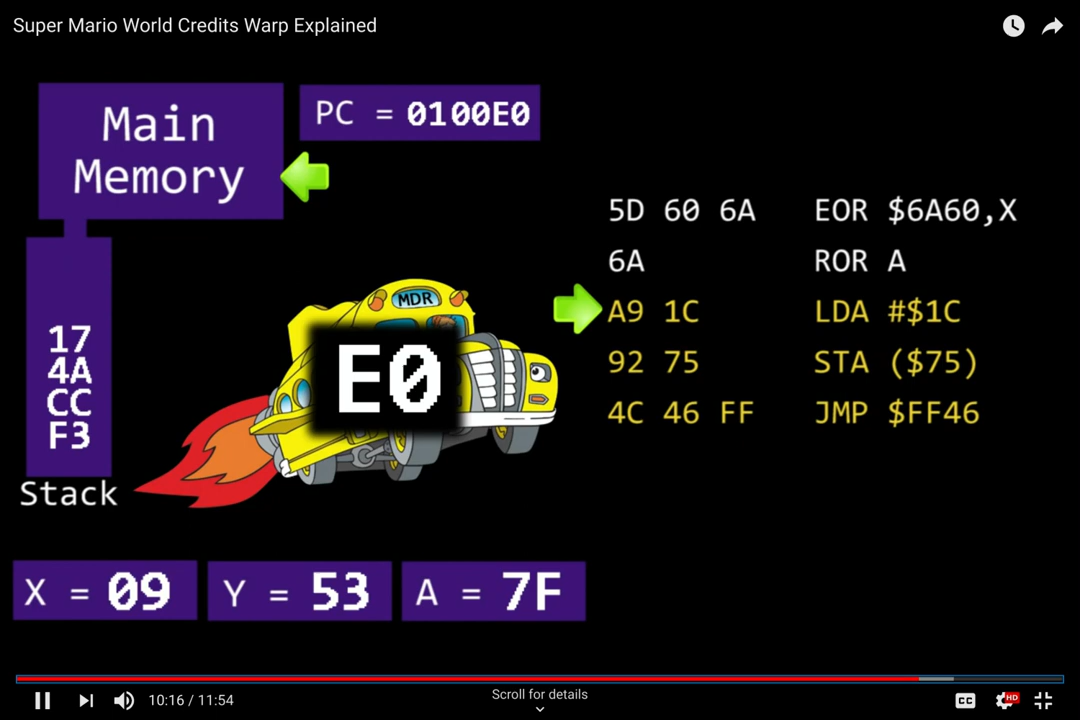 Super Mario World Credits Warp Explained
Main
Memory
PC = 0100E0
5D 60 6A EOR $6A60,X
6A ROR A
A9 1C LDA #$1C
92 75 STA ($75)
4C 46 FF JMP $FF46
MDR
E0
17
4A
CC
F3
Stack
X = 09
Y = 53
A = 7F
10:16 / 11:54
Scroll for details
CC
HD